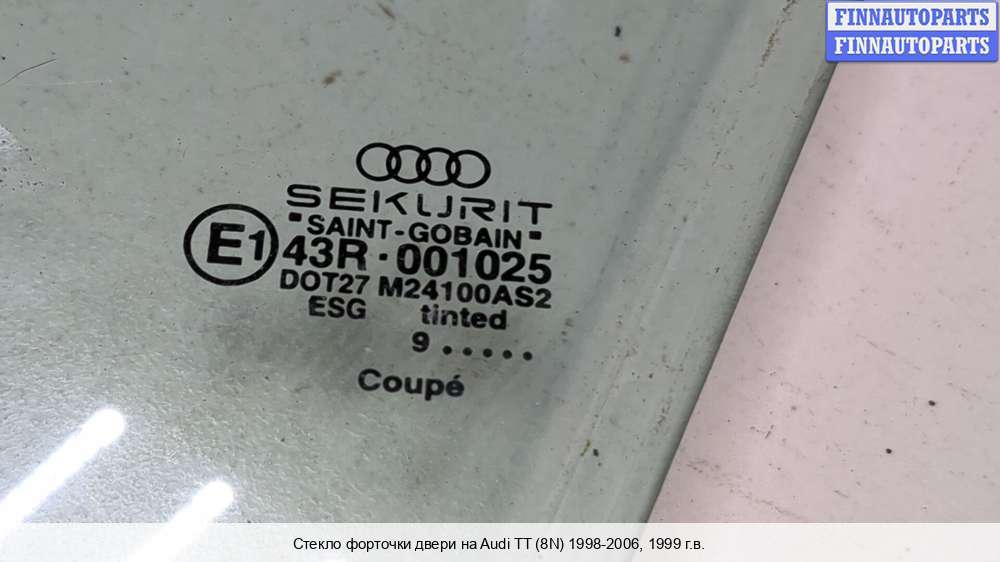 FINNAUTOPARTS
FINNAUTOPARTS
SEKURIT
"SAINT-GOBAIN"
E1 43R · 001025
DOT27 M24100AS2
ESG tinted
9 .....
Coupé
Стекло форточки двери на Audi TT (8N) 1998-2006, 1999 г.в.